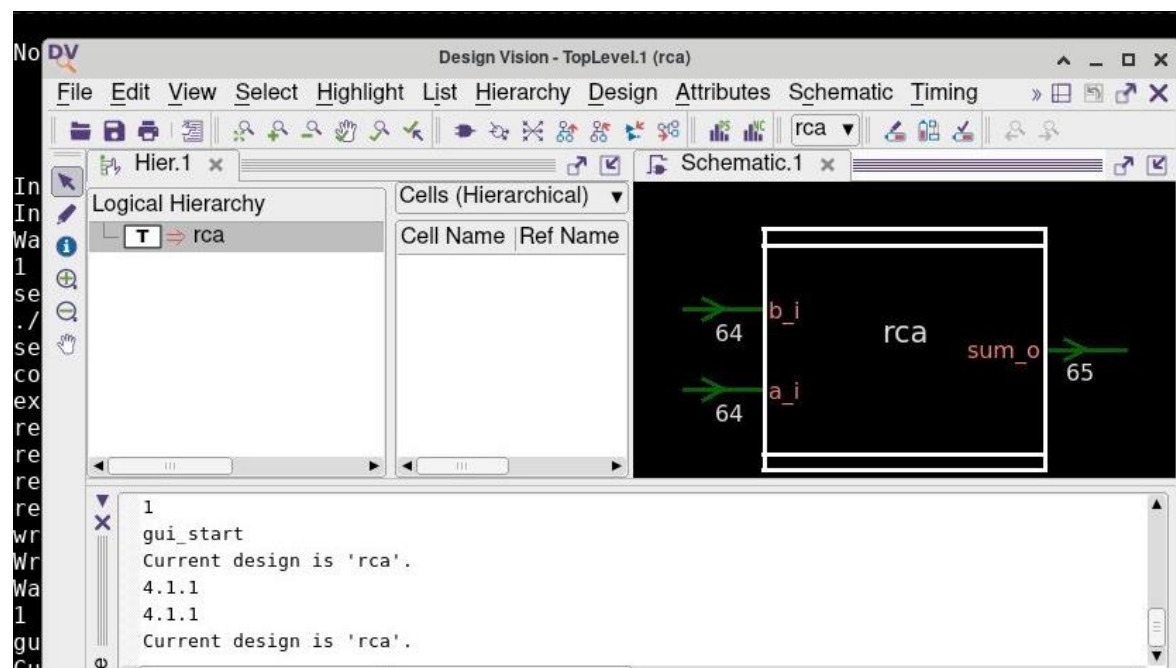 No
DV
Design Vision - TopLevel.1 (rca)
File Edit View Select Highlight List Hierarchy Design Attributes Schematic Timing »
rca
Hier.1
Schematic.1
Logical Hierarchy
T rca
Cells (Hierarchical)
Cell Name Ref Name
b_i
64
a_i
64
rca
sum_o
65
In
In
Wa
1
se
./
se
co
ex
re
re
re
re
wr
Wr
Wa
1
gu
1
gui_start
Current design is 'rca'.
4.1.1
4.1.1
Current design is 'rca'.
e